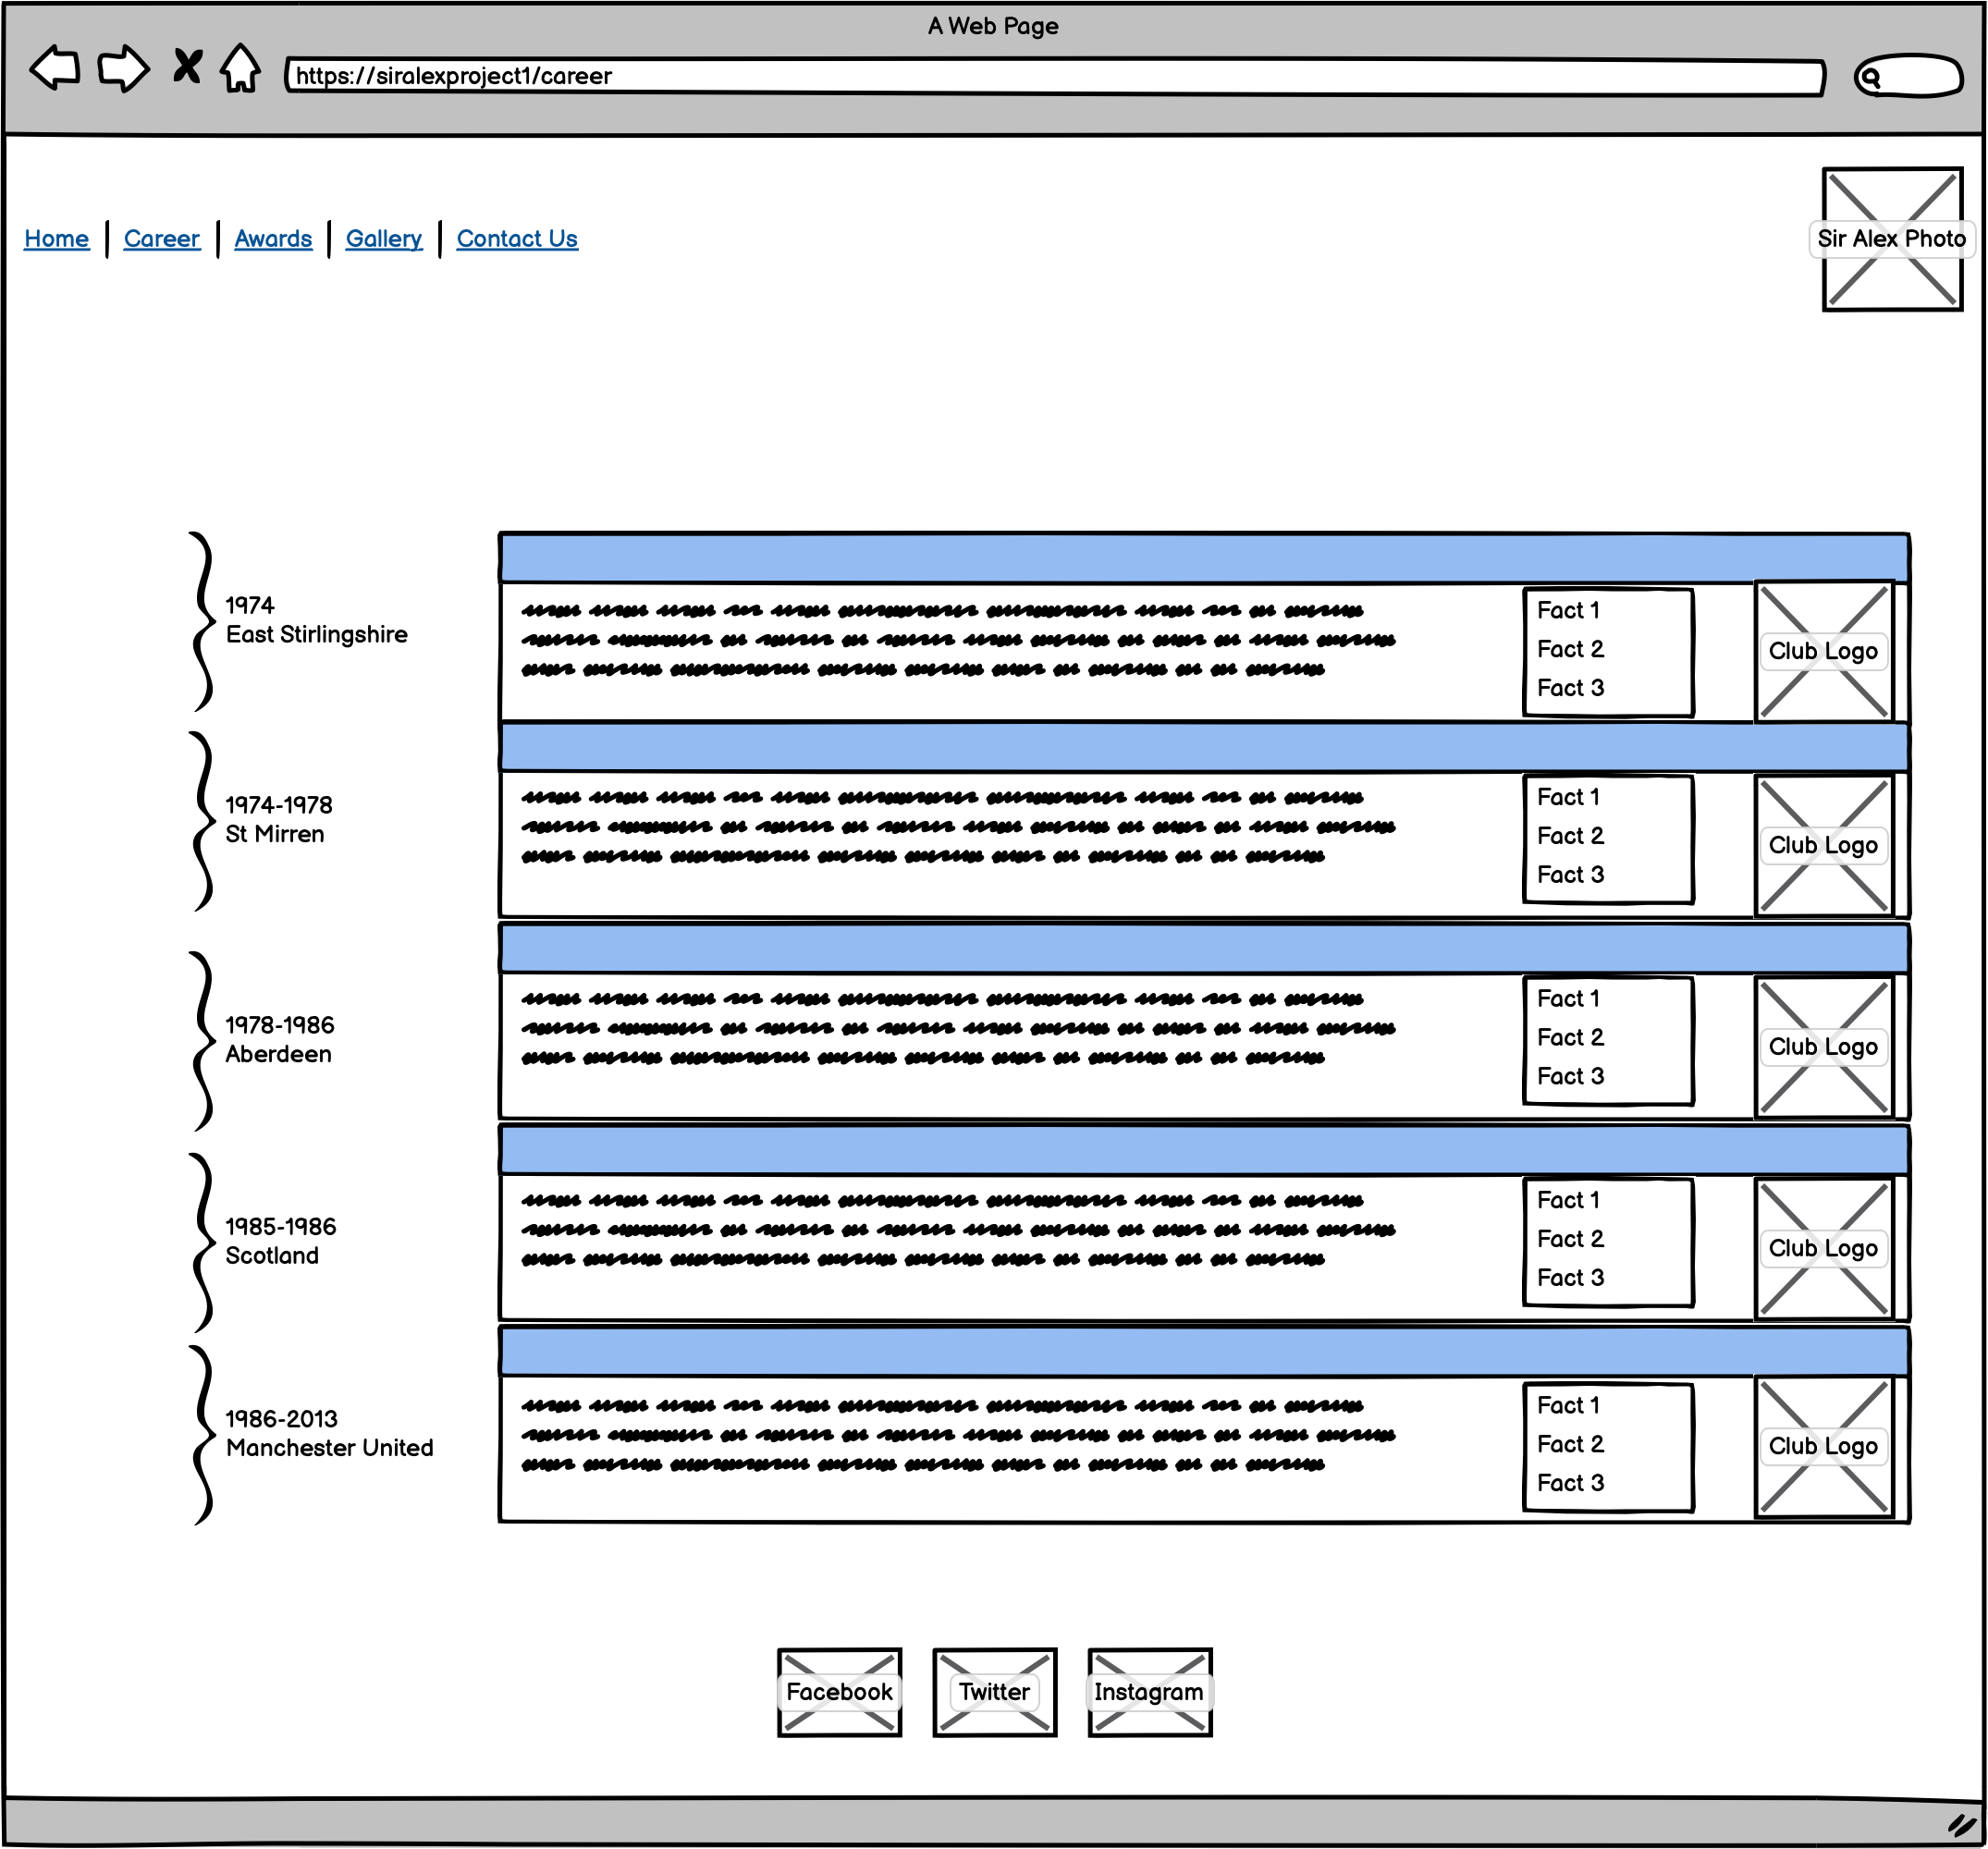 A Web Page
https://siralexproject1/career
Home Career Awards Gallery Contact Us
Sir Alex Photo
1974
East Stirlingshire
Fact 1
Fact 2
Fact 3
Club Logo
1974-1978
St Mirren
Fact 1
Fact 2
Fact 3
Club Logo
1978-1986
Aberdeen
Fact 1
Fact 2
Fact 3
Club Logo
1985-1986
Scotland
Fact 1
Fact 2
Fact 3
Club Logo
1986-2013
Manchester United
Fact 1
Fact 2
Fact 3
Club Logo
Facebook
Twitter
Instagram